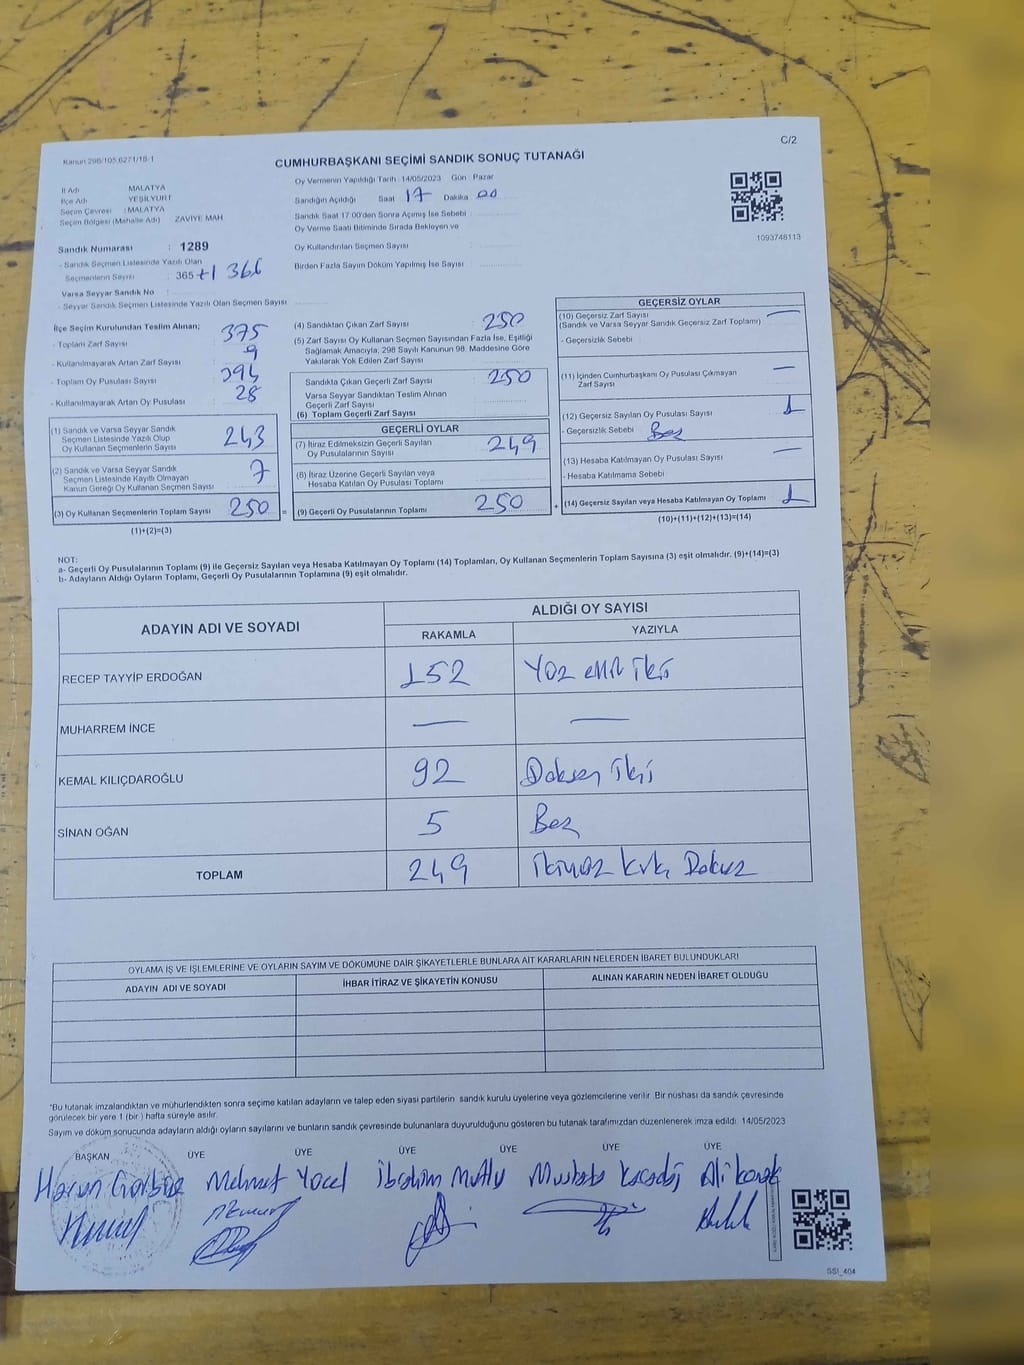 C/2
Kanun 298/105,6271/18-1
CUMHURBAŞKANI SEÇİMİ SANDIK SONUÇ TUTANAĞI
İl Adı MALATYA
İlçe Adı YEŞİLYURT
Seçim Çevresi : MALATYA
Seçim Bölgesi (Mahalle Adı) : ZAVİYE MAH
Sandık Numarası : 1289
- Sandık Seçmen Listesinde Yazılı Olan
Seçmenlerin Sayısı : 365 +1 366
Varsa Seyyar Sandık No
- Seyyar Sandık Seçmen Listesinde Yazılı Olan Seçmen Sayısı
Oy Vermenin Yapıldığı Tarih : 14/05/2023 Gün : Pazar
Sandığın Açıldığı Saat 17 Dakika 00
Sandık Saat 17.00'den Sonra Açımış İse Sebebi
Oy Verme Saati Bitiminde Sırada Bekleyen ve
Oy Kullandırılan Seçmen Sayısı
Birden Fazla Sayım Döküm Yapılmış İse Sayısı
1093748113
İlçe Seçim Kurulundan Teslim Alınan;
- Toplam Zarf Sayısı 375
- Kullanılmayarak Artan Zarf Sayısı 9
- Toplam Oy Pusulası Sayısı
- Kullanılmayarak Artan Oy Pusulası 28
(1) Sandık ve Varsa Seyyar Sandık
Seçmen Listesinde Yazılı Olup
Oy Kullanan Seçmenlerin Sayısı 243
(2) Sandık ve Varsa Seyyar Sandık
Seçmen Listesinde Kayıtlı Olmayan
Kanun Gereği Oy Kullanan Seçmen Sayısı 7
(3) Oy Kullanan Seçmenlerin Toplam Sayısı 250 =
(1)+(2)=(3)
(4) Sandıktan Çıkan Zarf Sayısı : 250
(5) Zarf Sayısı Oy Kullanan Seçmen Sayısından Fazla İse, Eşitliği
Sağlamak Amacıyla, 298 Sayılı Kanunun 98. Maddesine Göre
Yakılarak Yok Edilen Zarf Sayısı
Sandıkta Çıkan Geçerli Zarf Sayısı : 250
Varsa Seyyar Sandıktan Teslim Alınan
Geçerli Zarf Sayısı
(6) Toplam Geçerli Zarf Sayısı
GEÇERLİ OYLAR
(7) İtiraz Edilmeksizin Geçerli Sayılan
Oy Pusulalarının Sayısı : 249
(8) İtiraz Üzerine Geçerli Sayılan veya
Hesaba Katılan Oy Pusulası Toplamı
(9) Geçerli Oy Pusulalarının Toplamı : 250 +
GEÇERSİZ OYLAR
(10) Geçersiz Zarf Sayısı —
(Sandık ve Varsa Seyyar Sandık Geçersiz Zarf Toplamı)
- Geçersizlik Sebebi
(11) İçinden Cumhurbaşkanı Oy Pusulası Çıkmayan
Zarf Sayısı —
(12) Geçersiz Sayılan Oy Pusulası Sayısı 1
- Geçersizlik Sebebi
(13) Hesaba Katılmayan Oy Pusulası Sayısı —
- Hesaba Katılmama Sebebi
(14) Geçersiz Sayılan veya Hesaba Katılmayan Oy Toplamı 1
(10)+(11)+(12)+(13)=(14)
NOT:
a- Geçerli Oy Pusulalarının Toplamı (9) ile Geçersiz Sayılan veya Hesaba Katılmayan Oy Toplamı (14) Toplamları, Oy Kullanan Seçmenlerin Toplam Sayısına (3) eşit olmalıdır. (9)+(14)=(3)
b- Adayların Aldığı Oyların Toplamı, Geçerli Oy Pusulalarının Toplamına (9) eşit olmalıdır.
ADAYIN ADI VE SOYADI ALDIĞI OY SAYISI
RAKAMLA YAZIYLA
RECEP TAYYİP ERDOĞAN 152 Yüz elli iki
MUHARREM İNCE — —
KEMAL KILIÇDAROĞLU 92 Doksan iki
SİNAN OĞAN 5 Beş
TOPLAM 249 ikiyüz kırk Dokuz
OYLAMA İŞ VE İŞLEMLERİNE VE OYLARIN SAYIM VE DÖKÜMÜNE DAİR ŞİKAYETLERLE BUNLARA AİT KARARLARIN NELERDEN İBARET BULUNDUKLARI
ADAYIN ADI VE SOYADI İHBAR İTİRAZ VE ŞİKAYETİN KONUSU ALINAN KARARIN NEDEN İBARET OLDUĞU
*Bu tutanak imzalandıktan ve mühürlendikten sonra seçime katılan adayların ve talep eden siyasi partilerin sandık kurulu üyelerine veya gözlemcilerine verilir. Bir nüshası da sandık çevresinde
görülecek bir yere 1 (bir ) hafta süreyle asılır.
Sayım ve döküm sonucunda adayların aldığı oyların sayılarını ve bunların sandık çevresinde bulunanlara duyurulduğunu gösteren bu tutanak tarafımızdan düzenlenerek imza edildi. 14/05/2023
BAŞKAN ÜYE ÜYE ÜYE ÜYE ÜYE ÜYE
Harun Mehmet Yücel İbrahim Mutlu Mustafa Ali
SSI_404